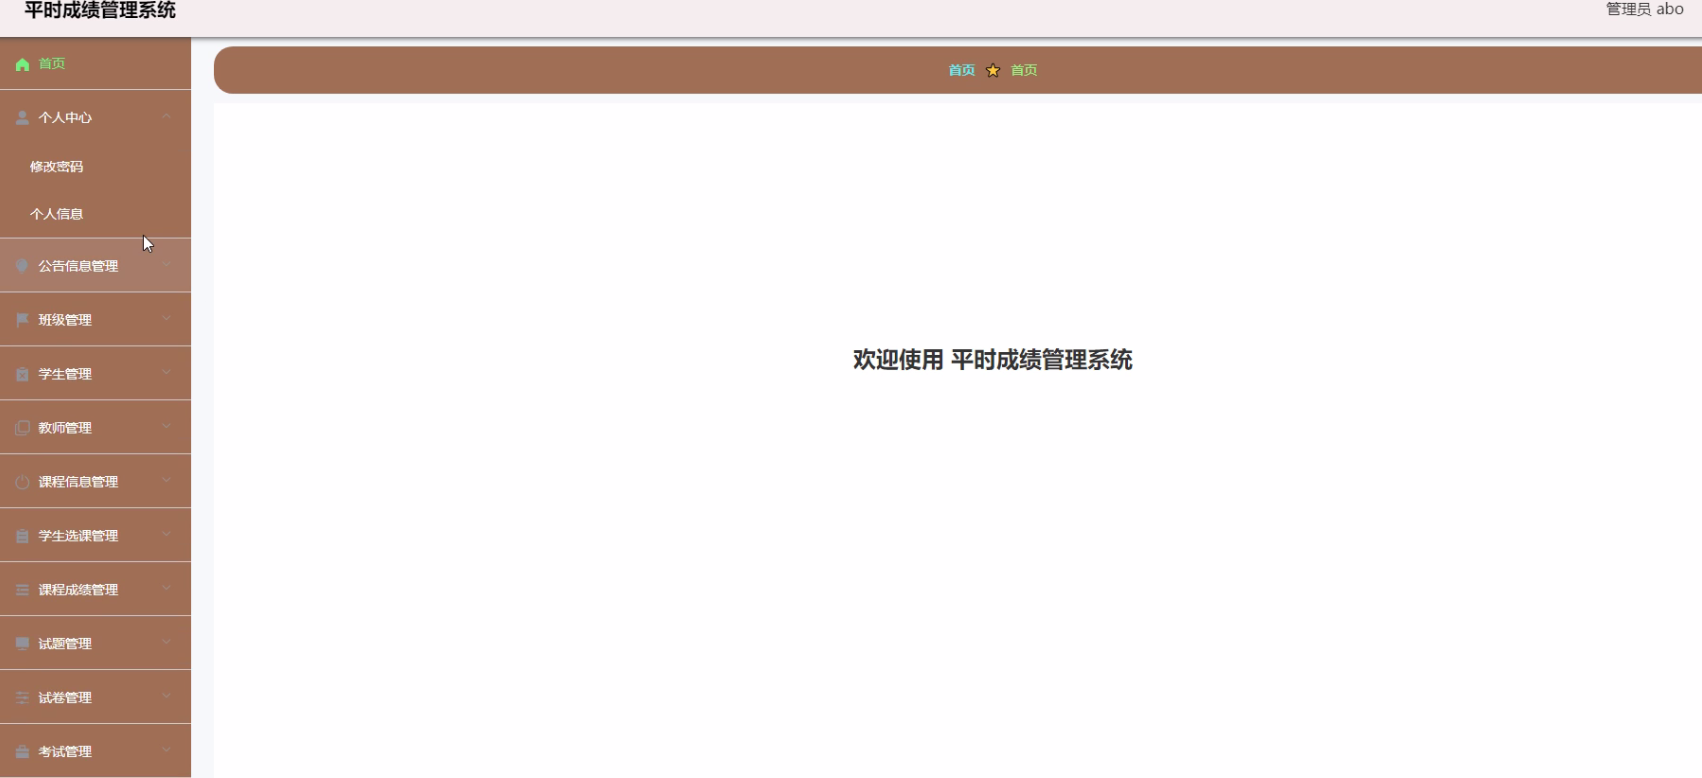 平时成绩管理系统
管理员 abo
首页
首页 首页
个人中心
修改密码
个人信息
公告信息管理
班级管理
学生管理
教师管理
课程信息管理
学生选课管理
课程成绩管理
试题管理
试卷管理
考试管理
欢迎使用 平时成绩管理系统